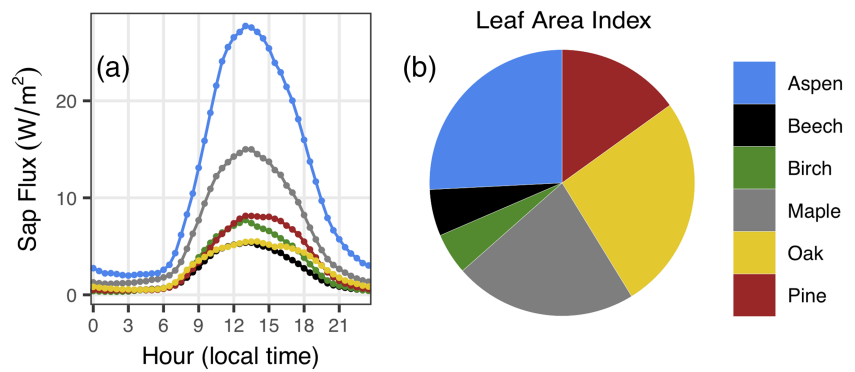 Leaf Area Index
(a)
(b)
Sap Flux (W/m²)
20
10
0
0 3 6 9 12 15 18 21
Hour (local time)
Aspen
Beech
Birch
Maple
Oak
Pine